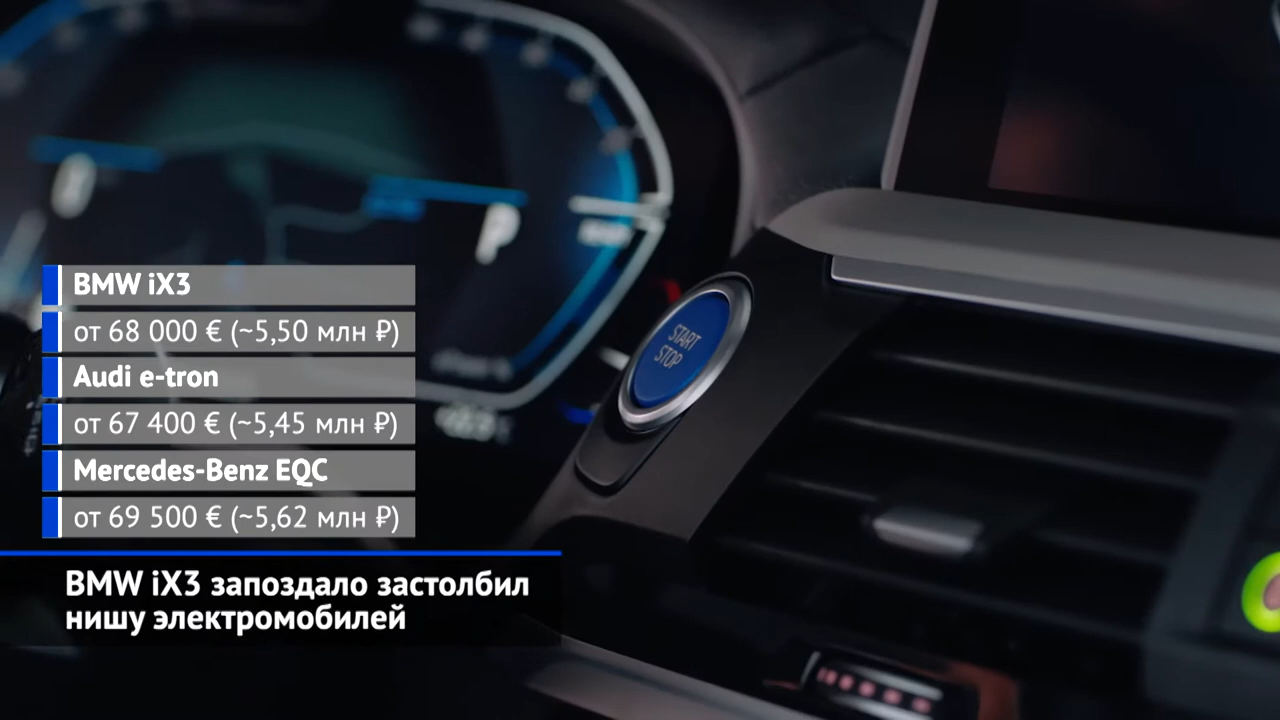 BMW iX3
от 68 000 € (~5,50 млн ₽)
Audi e-tron
от 67 400 € (~5,45 млн ₽)
Mercedes-Benz EQC
от 69 500 € (~5,62 млн ₽)
BMW iX3 запоздало застолбил
нишу электромобилей
0
P
START
STOP